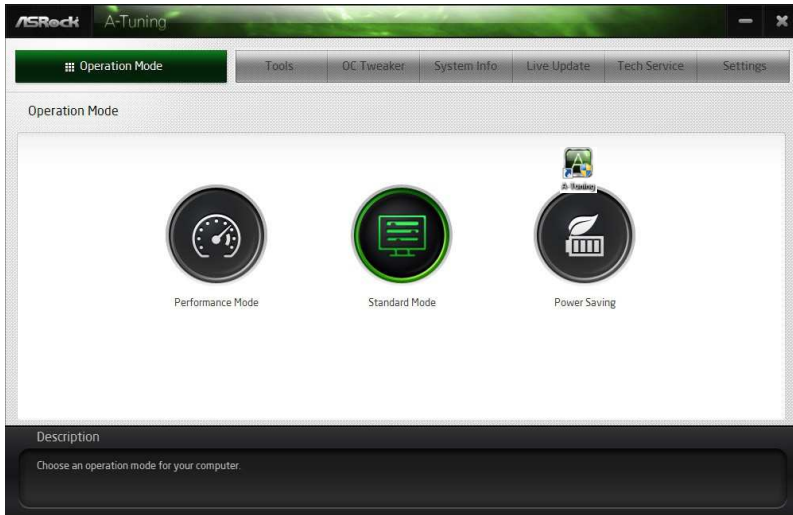 ASRock A-Tuning
Operation Mode Tools OC Tweaker System Info Live Update Tech Service Settings
Operation Mode
A-Tuning
Performance Mode Standard Mode Power Saving
Description
Choose an operation mode for your computer.